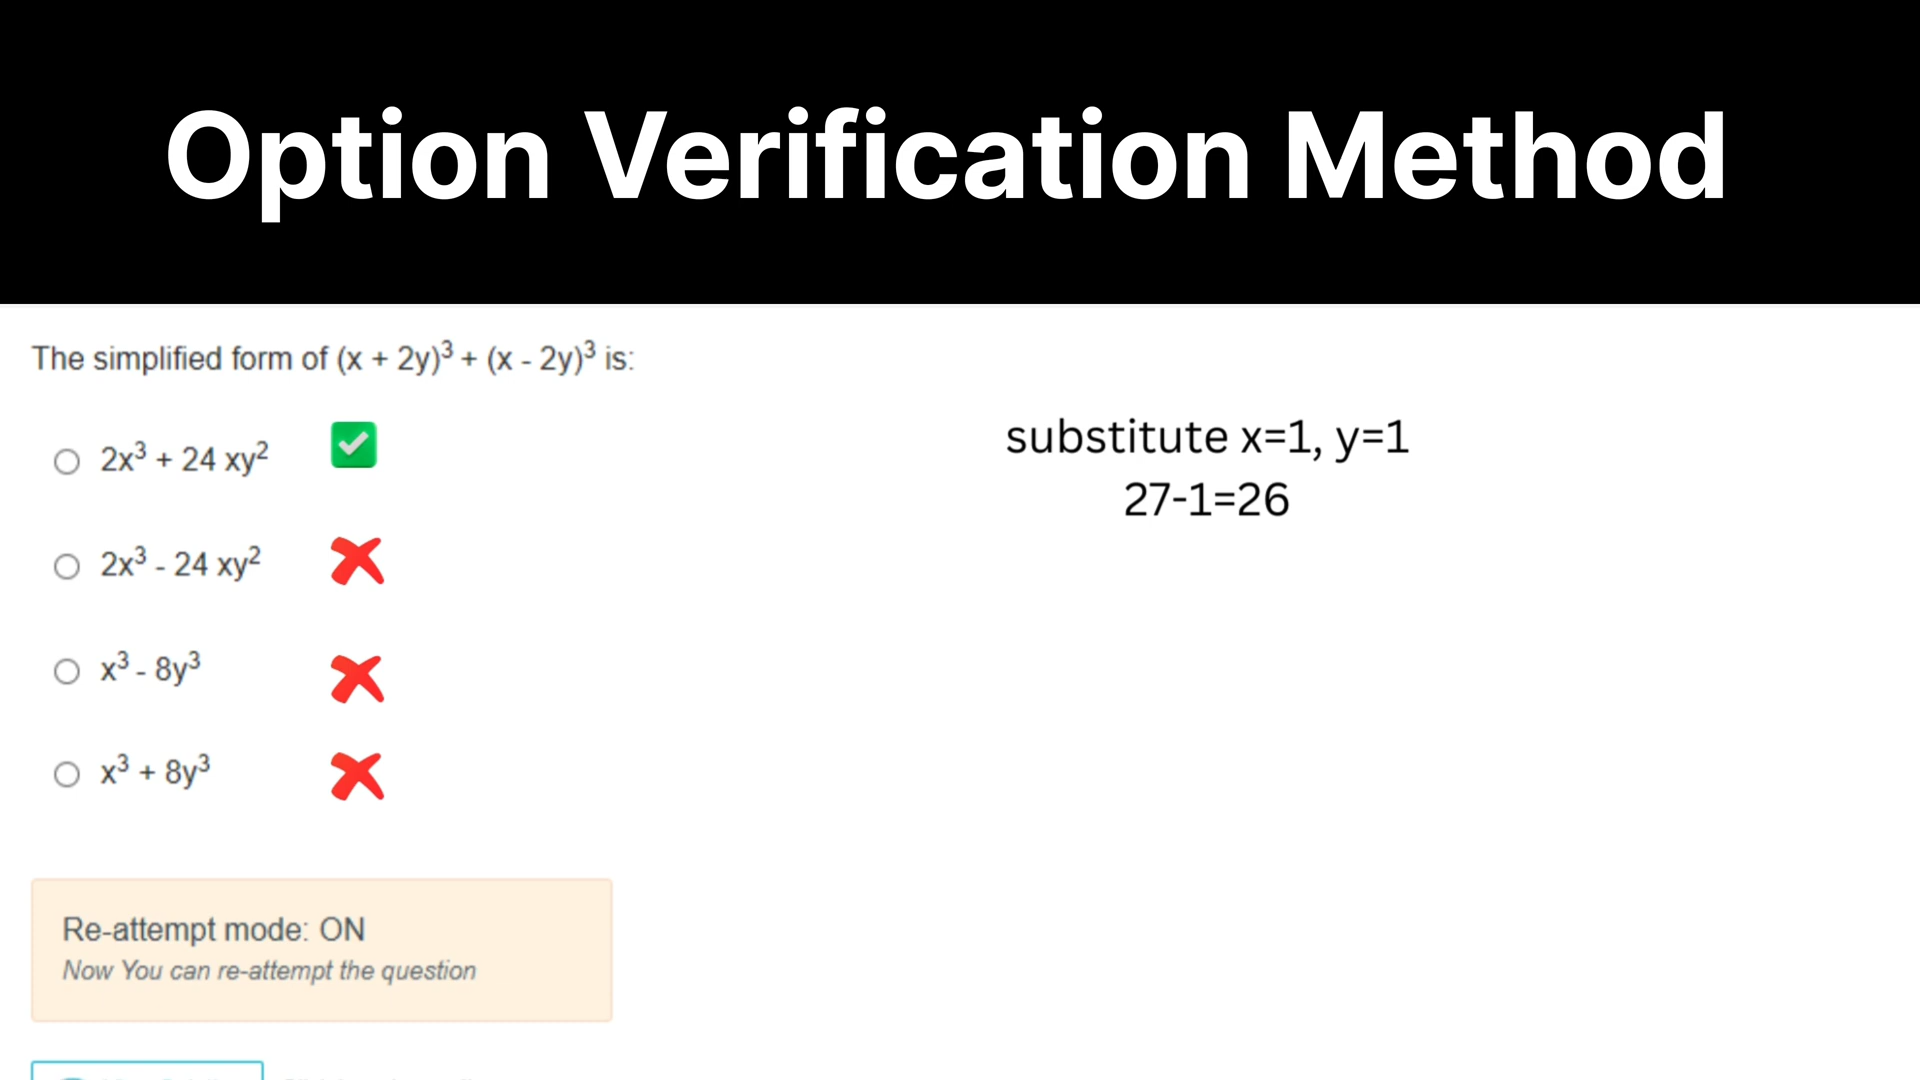 Option Verification Method
The simplified form of (x + 2y)³ + (x - 2y)³ is:
2x³ + 24 xy²
substitute x=1, y=1
27-1=26
2x³ - 24 xy²
x³ - 8y³
x³ + 8y³
Re-attempt mode: ON
Now You can re-attempt the question